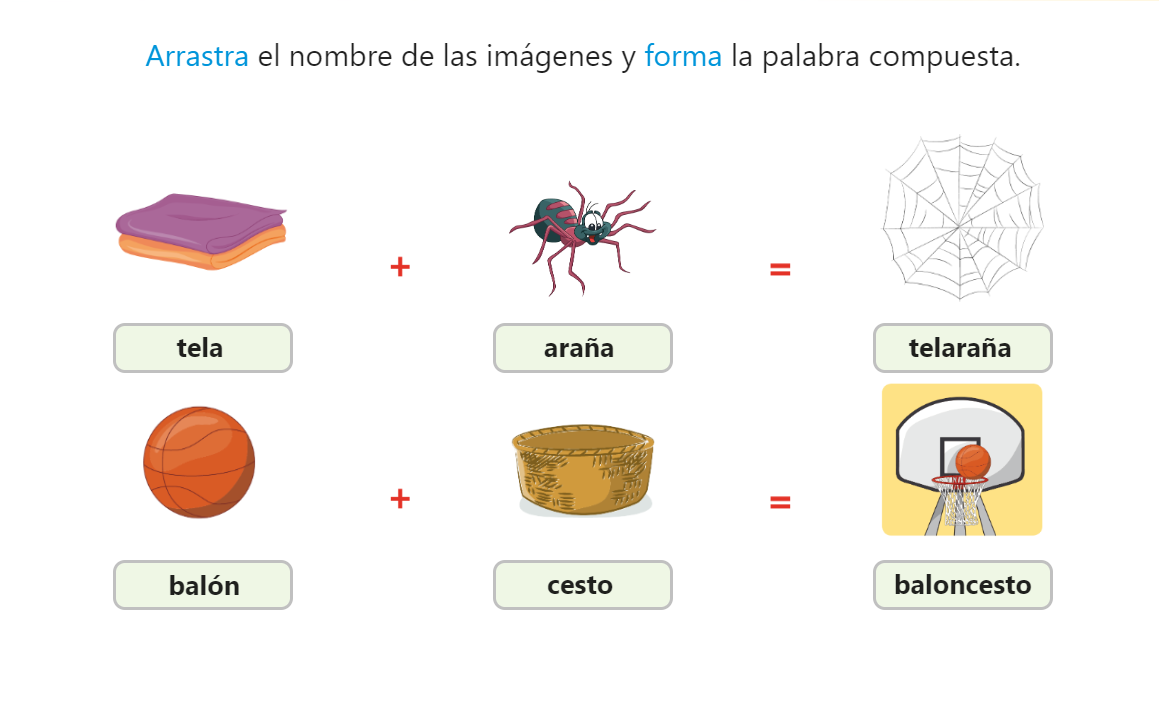 Arrastra el nombre de las imágenes y forma la palabra compuesta.
+ =
tela araña telaraña
+ =
balón cesto baloncesto